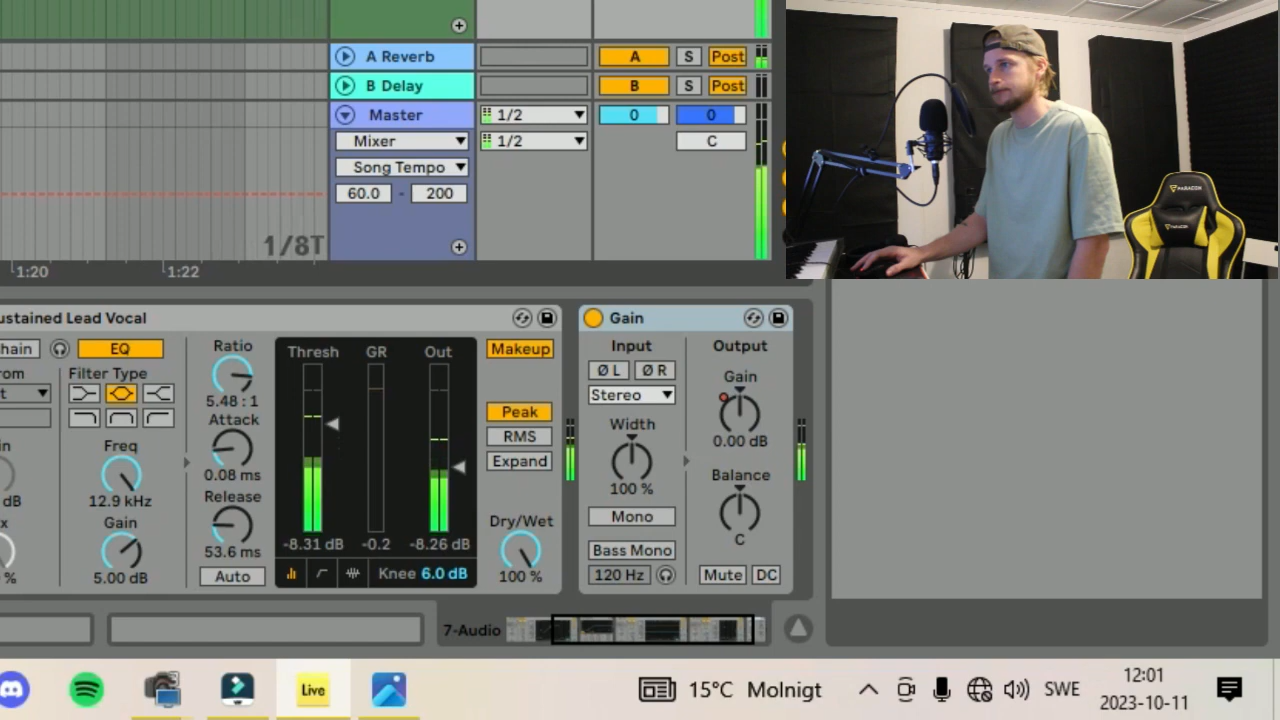 A Reverb
A
S
Post
B Delay
B
S
Post
Master
1/2
0
0
Mixer
1/2
C
Song Tempo
60.0 - 200
1/8T
1:20
1:22
ustained Lead Vocal
hain
EQ
Filter Type
Freq
12.9 kHz
Gain
5.00 dB
dB
%
Ratio
5.48 : 1
Attack
0.08 ms
Release
53.6 ms
Auto
Thresh
GR
Out
-8.31 dB
-0.2
-8.26 dB
Knee 6.0 dB
Makeup
Peak
RMS
Expand
Dry/Wet
100 %
Gain
Input
Ø L
Ø R
Stereo
Width
100 %
Mono
Bass Mono
120 Hz
Output
Gain
0.00 dB
Balance
C
Mute
DC
7-Audio
Live
15°C Molnigt
SWE
12:01
2023-10-11